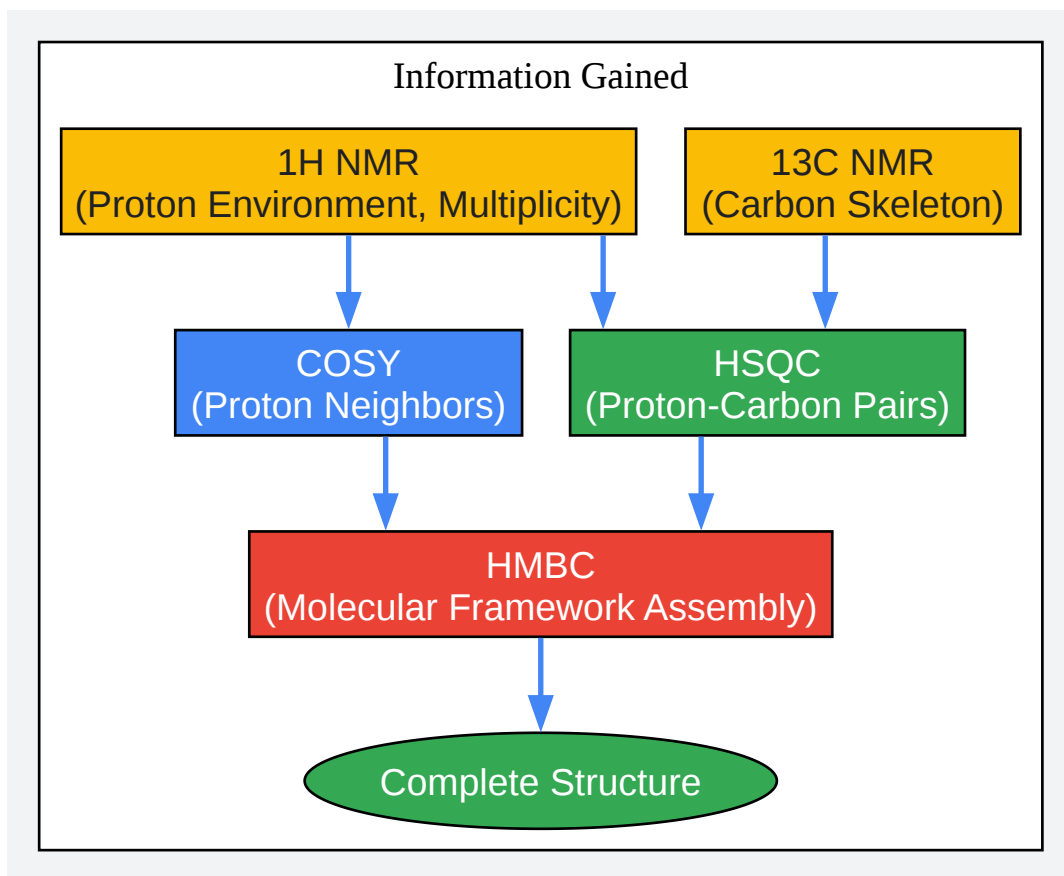 Information Gained
1H NMR
(Proton Environment, Multiplicity)
13C NMR
(Carbon Skeleton)
COSY
(Proton Neighbors)
HSQC
(Proton-Carbon Pairs)
HMBC
(Molecular Framework Assembly)
Complete Structure